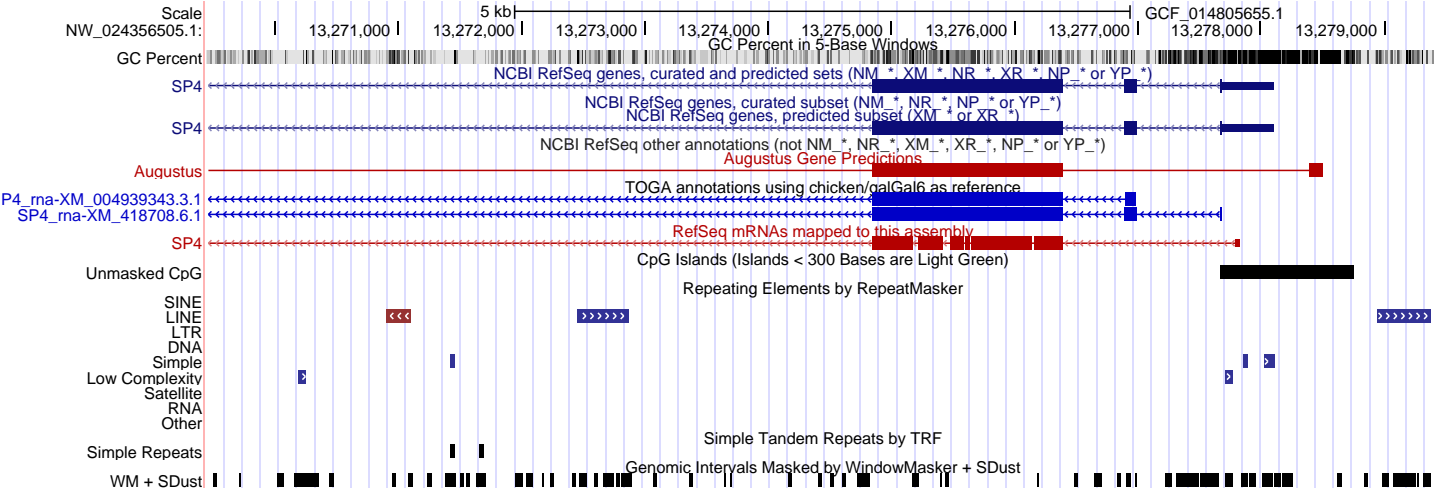 Scale 5 kb GCF_014805655.1
NW_024356505.1: 13,271,000 13,272,000 13,273,000 13,274,000 13,275,000 13,276,000 13,277,000 13,278,000 13,279,000
GC Percent in 5-Base Windows
GC Percent
NCBI RefSeq genes, curated and predicted sets (NM_*, XM_*, NR_*, XR_*, NP_* or YP_*)
SP4
NCBI RefSeq genes, curated subset (NM_*, NR_*, NP_* or YP_*)
NCBI RefSeq genes, predicted subset (XM_* or XR_*)
SP4
NCBI RefSeq other annotations (not NM_*, NR_*, XM_*, XR_*, NP_* or YP_*)
Augustus Gene Predictions
Augustus
TOGA annotations using chicken/galGal6 as reference
P4_rna-XM_004939343.3.1
SP4_rna-XM_418708.6.1
RefSeq mRNAs mapped to this assembly
SP4
CpG Islands (Islands < 300 Bases are Light Green)
Unmasked CpG
Repeating Elements by RepeatMasker
SINE
LINE
LTR
DNA
Simple
Low Complexity
Satellite
RNA
Other
Simple Tandem Repeats by TRF
Simple Repeats
Genomic Intervals Masked by WindowMasker + SDust
WM + SDust